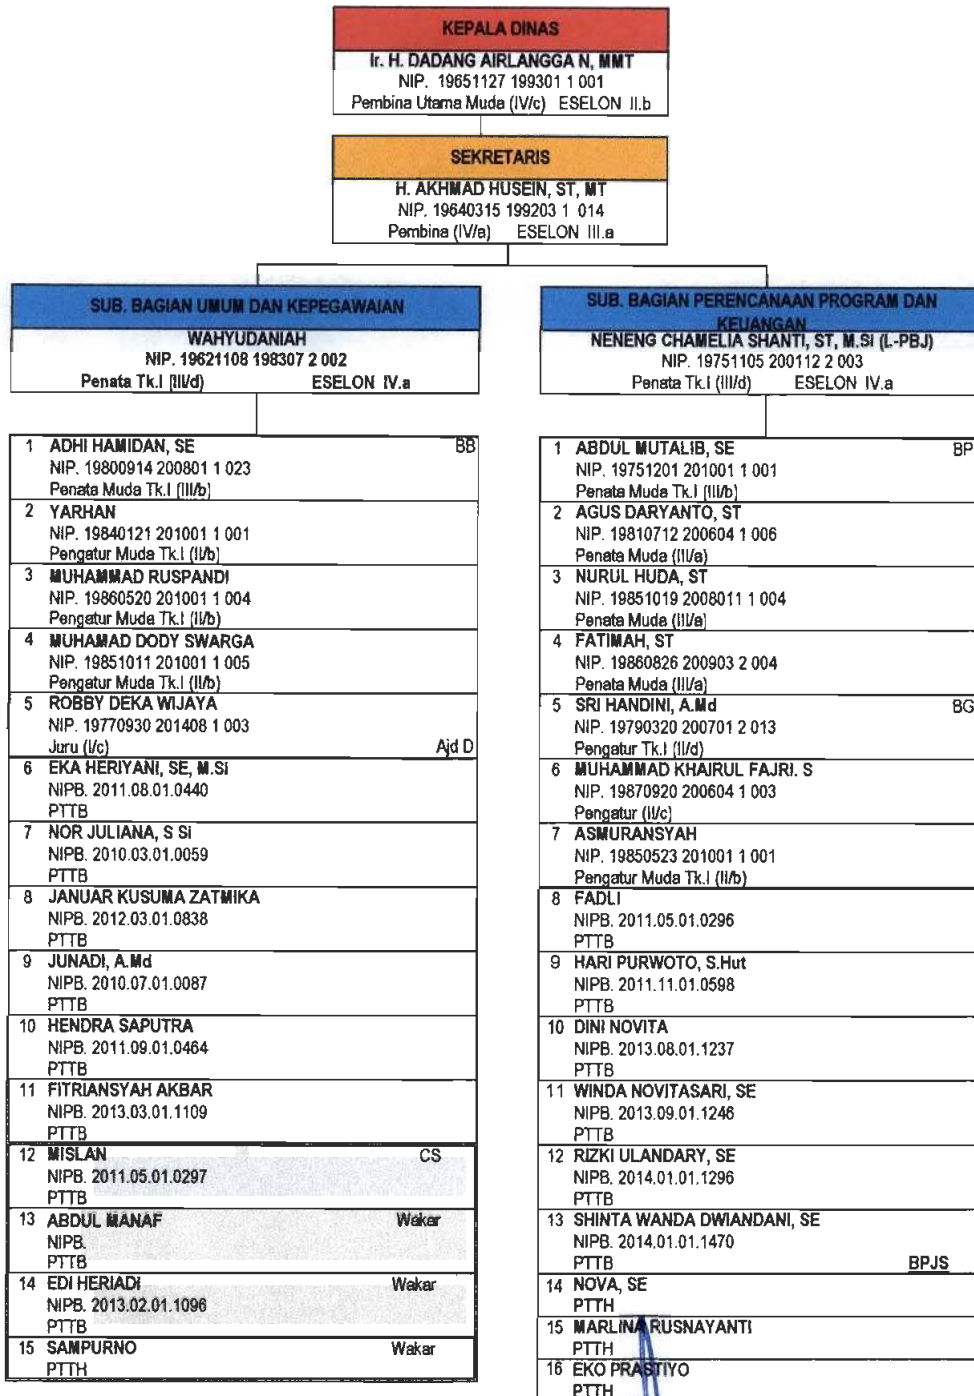 KEPALA DINAS
Ir. H. DADANG AIRLANGGA N, MMT
NIP. 19651127 199301 1 001
Pembina Utama Muda (IV/c) ESELON II.b
SEKRETARIS
H. AKHMAD HUSEIN, ST, MT
NIP. 19640315 199203 1 014
Pembina (IV/a) ESELON III.a
SUB. BAGIAN UMUM DAN KEPEGAWAIAN
WAHYUDANIAH
NIP. 19621108 198307 2 002
Penata Tk.I (III/d) ESELON IV.a
1 ADHI HAMIDAN, SE BB
NIP. 19800914 200801 1 023
Penata Muda Tk.I (III/b)
2 YARHAN
NIP. 19840121 201001 1 001
Pengatur Muda Tk.I (II/b)
3 MUHAMMAD RUSPANDI
NIP. 19860520 201001 1 004
Pengatur Muda Tk.I (II/b)
4 MUHAMAD DODY SWARGA
NIP. 19851011 201001 1 005
Pengatur Muda Tk.I (II/b)
5 ROBBY DEKA WIJAYA
NIP. 19770930 201408 1 003
Juru (I/c) Ajd D
6 EKA HERIYANI, SE, M.Si
NIPB. 2011.08.01.0440
PTTB
7 NOR JULIANA, S Si
NIPB. 2010.03.01.0059
PTTB
8 JANUAR KUSUMA ZATMIKA
NIPB. 2012.03.01.0838
PTTB
9 JUNADI, A.Md
NIPB. 2010.07.01.0087
PTTB
10 HENDRA SAPUTRA
NIPB. 2011.09.01.0464
PTTB
11 FITRIANSYAH AKBAR
NIPB. 2013.03.01.1109
PTTB
12 MISLAN CS
NIPB. 2011.05.01.0297
PTTB
13 ABDUL MANAF Wakar
NIPB.
PTTB
14 EDI HERIADI Wakar
NIPB. 2013.02.01.1096
PTTB
15 SAMPURNO Wakar
PTTH
SUB. BAGIAN PERENCANAAN PROGRAM DAN
KEUANGAN
NENENG CHAMELIA SHANTI, ST, M.SI (L-PBJ)
NIP. 19751105 200112 2 003
Penata Tk.I (III/d) ESELON IV.a
1 ABDUL MUTALIB, SE BP
NIP. 19751201 201001 1 001
Penata Muda Tk.I (III/b)
2 AGUS DARYANTO, ST
NIP. 19810712 200604 1 006
Penata Muda (III/a)
3 NURUL HUDA, ST
NIP. 19851019 2008011 1 004
Penata Muda (III/a)
4 FATIMAH, ST
NIP. 19860826 200903 2 004
Penata Muda (III/a)
5 SRI HANDINI, A.Md BG
NIP. 19790320 200701 2 013
Pengatur Tk.I (II/d)
6 MUHAMMAD KHAIRUL FAJRI. S
NIP. 19870920 200604 1 003
Pengatur (II/c)
7 ASMURANSYAH
NIP. 19850523 201001 1 001
Pengatur Muda Tk.I (II/b)
8 FADLI
NIPB. 2011.05.01.0296
PTTB
9 HARI PURWOTO, S.Hut
NIPB. 2011.11.01.0598
PTTB
10 DINI NOVITA
NIPB. 2013.08.01.1237
PTTB
11 WINDA NOVITASARI, SE
NIPB. 2013.09.01.1246
PTTB
12 RIZKI ULANDARY, SE
NIPB. 2014.01.01.1296
PTTB
13 SHINTA WANDA DWIANDANI, SE
NIPB. 2014.01.01.1470
PTTB BPJS
14 NOVA, SE
PTTH
15 MARLINA RUSNAYANTI
PTTH
16 EKO PRASTIYO
PTTH